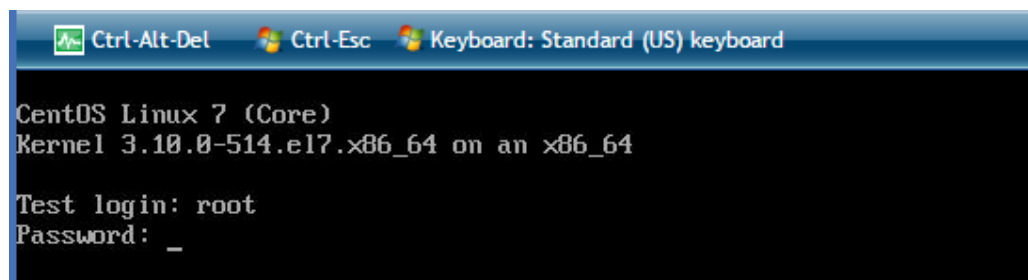 Ctrl-Alt-Del Ctrl-Esc Keyboard: Standard (US) keyboard
CentOS Linux 7 (Core)
Kernel 3.10.0-514.el7.x86_64 on an x86_64
Test login: root
Password: _